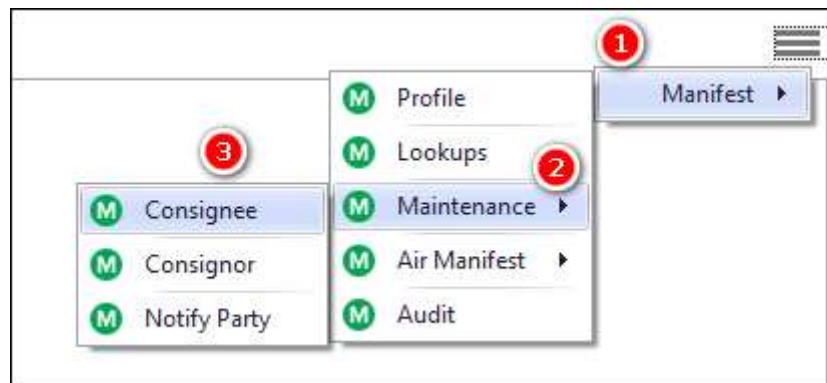 1
Manifest
M Profile
M Lookups
2
M Maintenance
M Air Manifest
M Audit
3
M Consignee
M Consignor
M Notify Party